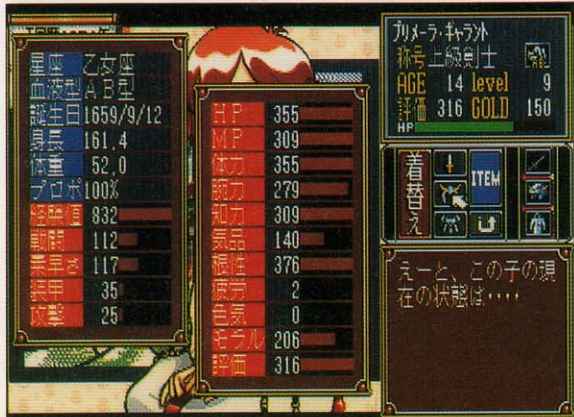 星座 乙女座
血液型 AB型
誕生日 1659/9/12
身長 161.4
体重 52.0
プロポ 100%
経験値 832
動関 112
素早さ 117
装甲 35
攻撃 25
HP 355
MP 309
体力 355
腕力 279
知力 309
気品 140
根性 376
疲労 2
色気 0
モラル 206
評価 316
プリメーラ・ギャラント
称号 上級剣士
AGE 14 level 9
評価 316 GOLD 150
HP
着替え
ITEM
えーと、この子の現
在の状態は・・・・